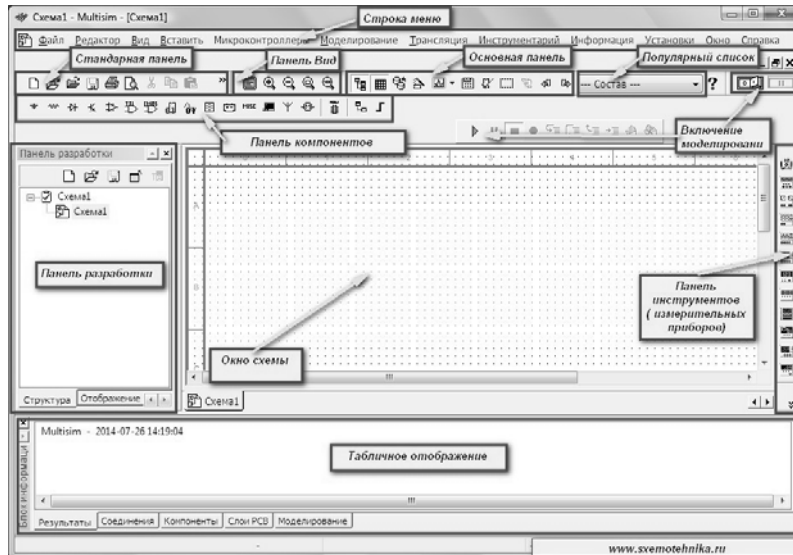 Схема1 - Multisim - [Схема1]
Строка меню
Файл Редактор Вид Вставить Микроконтроллеры Моделирование Трансляция Инструментарий Информация Установки Окно Справка
Стандарная панель
Панель Вид
Основная панель
Популярный список
--- Состав ---
Панель компонентов
Включение
моделировани
Панель разработки
Схема1
Схема1
Панель разработки
A
B
Окно схемы
Панель
инструментов
( измерительных
приборов)
Структура Отображение
Схема1
Multisim - 2014-07-26 14:19:04
Табличное отображение
Блок информаци
Результаты Соединения Компоненты Слои PCB Моделирование
www.sxemotehnika.ru